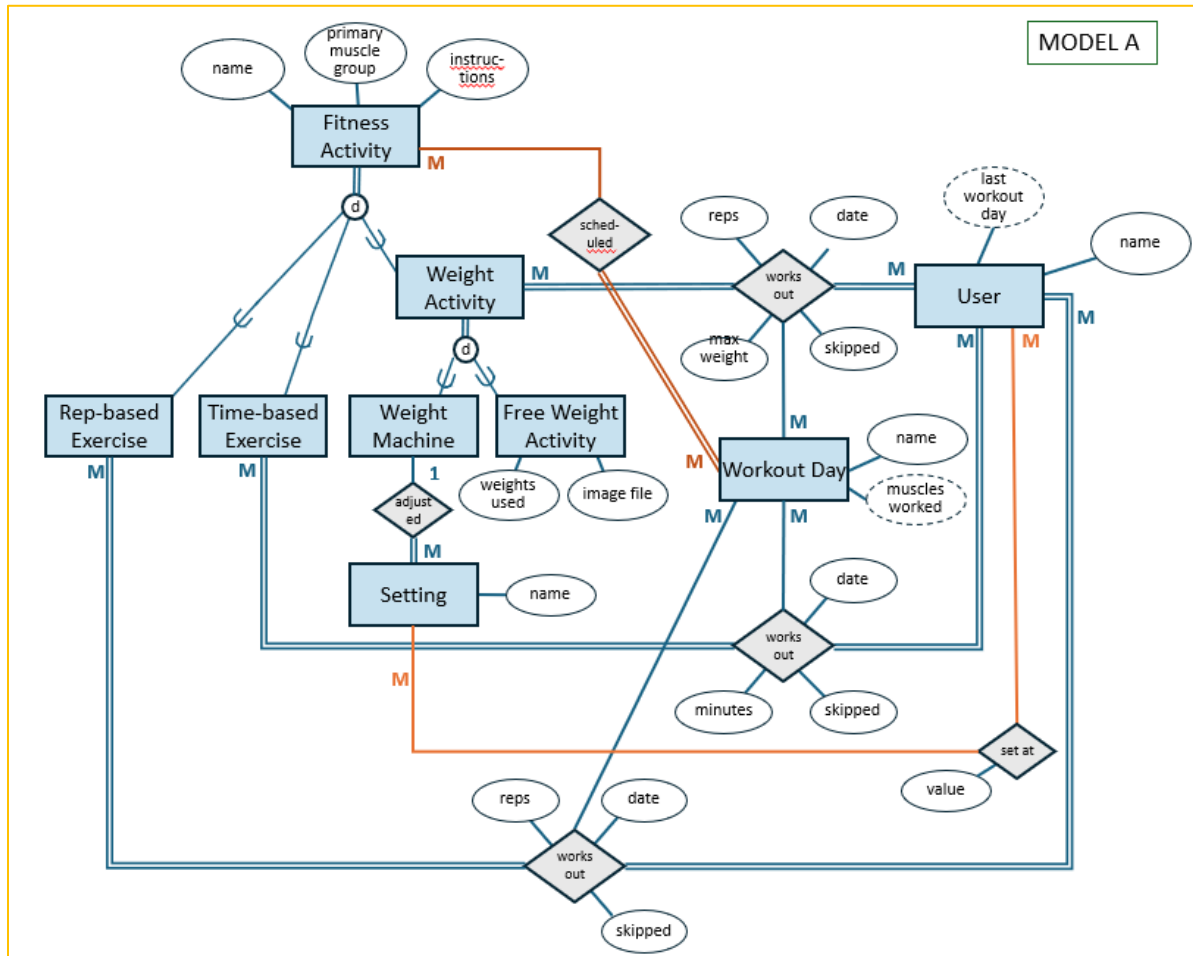 MODEL A
primary
muscle
group
name
instruc-
tions
Fitness
Activity
M
last
workout
day
d
reps
date
name
sched-
uled
Weight
Activity
M
works
out
M
User
M
M
M
d
max
weight
skipped
Rep-based
Exercise
Time-based
Exercise
Weight
Machine
Free Weight
Activity
M
name
Workout Day
M
M
M
1
weights
used
image file
muscles
worked
M
M
adjust
ed
M
Setting
name
date
works
out
M
minutes
skipped
set at
value
reps
date
works
out
skipped